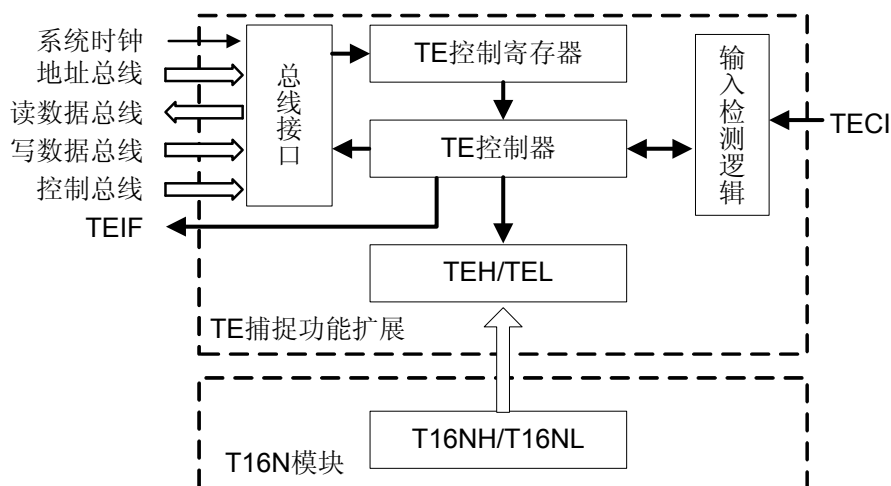 系统时钟
地址总线
读数据总线
写数据总线
控制总线
TEIF
总线接口
TE控制寄存器
TE控制器
TEH/TEL
输入检测逻辑
TECI
TE捕捉功能扩展
T16NH/T16NL
T16N模块